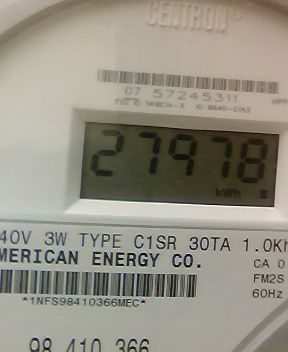 CENTRON®
07 57245311
27978
kWh
40V 3W TYPE C1SR 30TA 1.0Kh
MERICAN ENERGY CO.
CA 0
FM2S
60Hz
*1NFS98410366MEC*
98 410 366